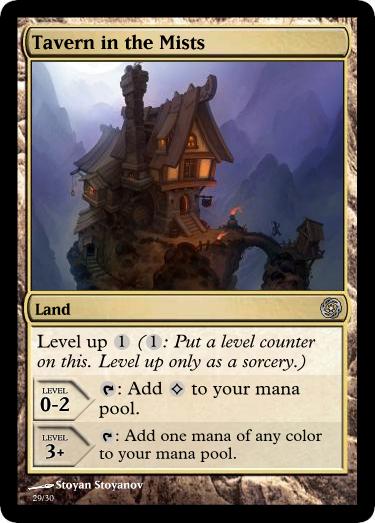 Tavern in the Mists
Land
Level up 1 (1: Put a level counter
on this. Level up only as a sorcery.)
LEVEL
0-2
: Add to your mana
pool.
LEVEL
3+
: Add one mana of any color
to your mana pool.
Stoyan Stoyanov
29/30